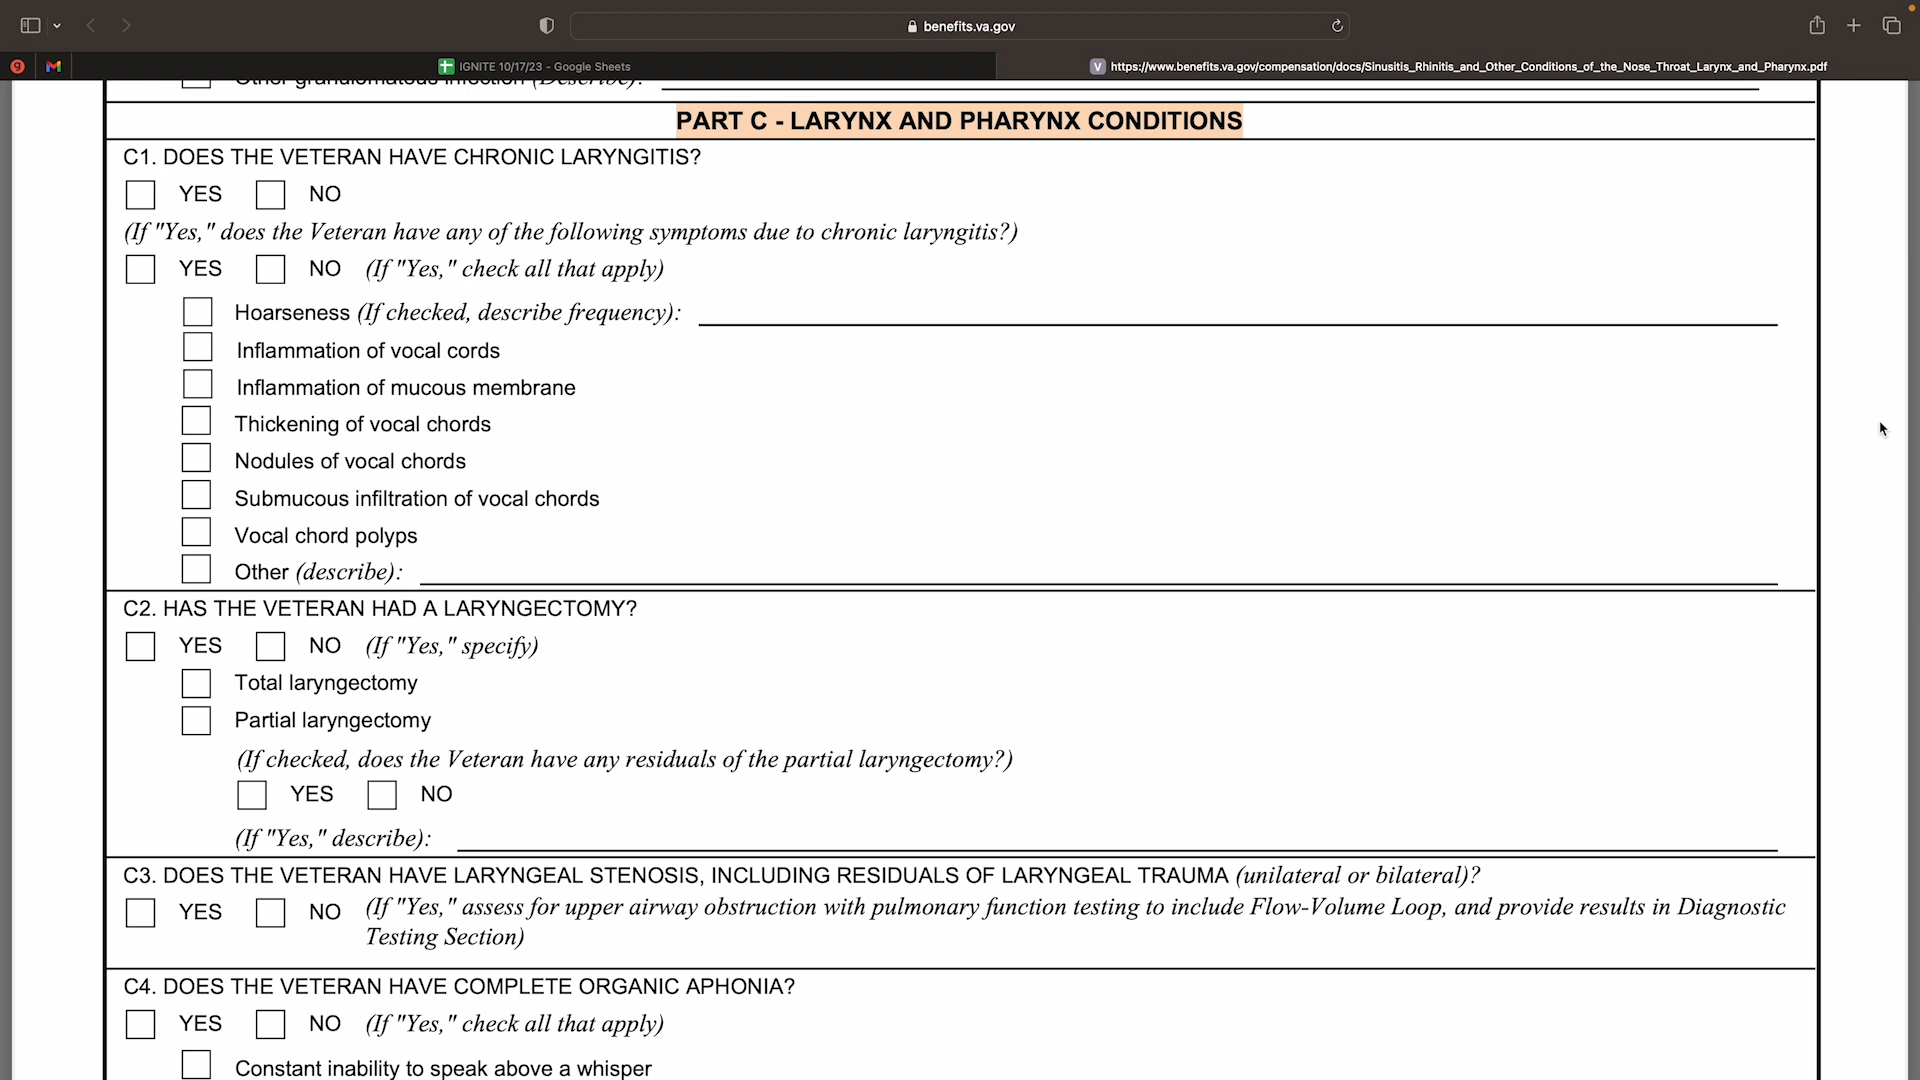 benefits.va.gov
IGNITE 10/17/23 - Google Sheets
V https://www.benefits.va.gov/compensation/docs/Sinusitis_Rhinitis_and_Other_Conditions_of_the_Nose_Throat_Larynx_and_Pharynx.pdf
Other granulomatous infection (Describe):
PART C - LARYNX AND PHARYNX CONDITIONS
C1. DOES THE VETERAN HAVE CHRONIC LARYNGITIS?
YES NO
(If "Yes," does the Veteran have any of the following symptoms due to chronic laryngitis?)
YES NO (If "Yes," check all that apply)
Hoarseness (If checked, describe frequency):
Inflammation of vocal cords
Inflammation of mucous membrane
Thickening of vocal chords
Nodules of vocal chords
Submucous infiltration of vocal chords
Vocal chord polyps
Other (describe):
C2. HAS THE VETERAN HAD A LARYNGECTOMY?
YES NO (If "Yes," specify)
Total laryngectomy
Partial laryngectomy
(If checked, does the Veteran have any residuals of the partial laryngectomy?)
YES NO
(If "Yes," describe):
C3. DOES THE VETERAN HAVE LARYNGEAL STENOSIS, INCLUDING RESIDUALS OF LARYNGEAL TRAUMA (unilateral or bilateral)?
YES NO (If "Yes," assess for upper airway obstruction with pulmonary function testing to include Flow-Volume Loop, and provide results in Diagnostic
Testing Section)
C4. DOES THE VETERAN HAVE COMPLETE ORGANIC APHONIA?
YES NO (If "Yes," check all that apply)
Constant inability to speak above a whisper